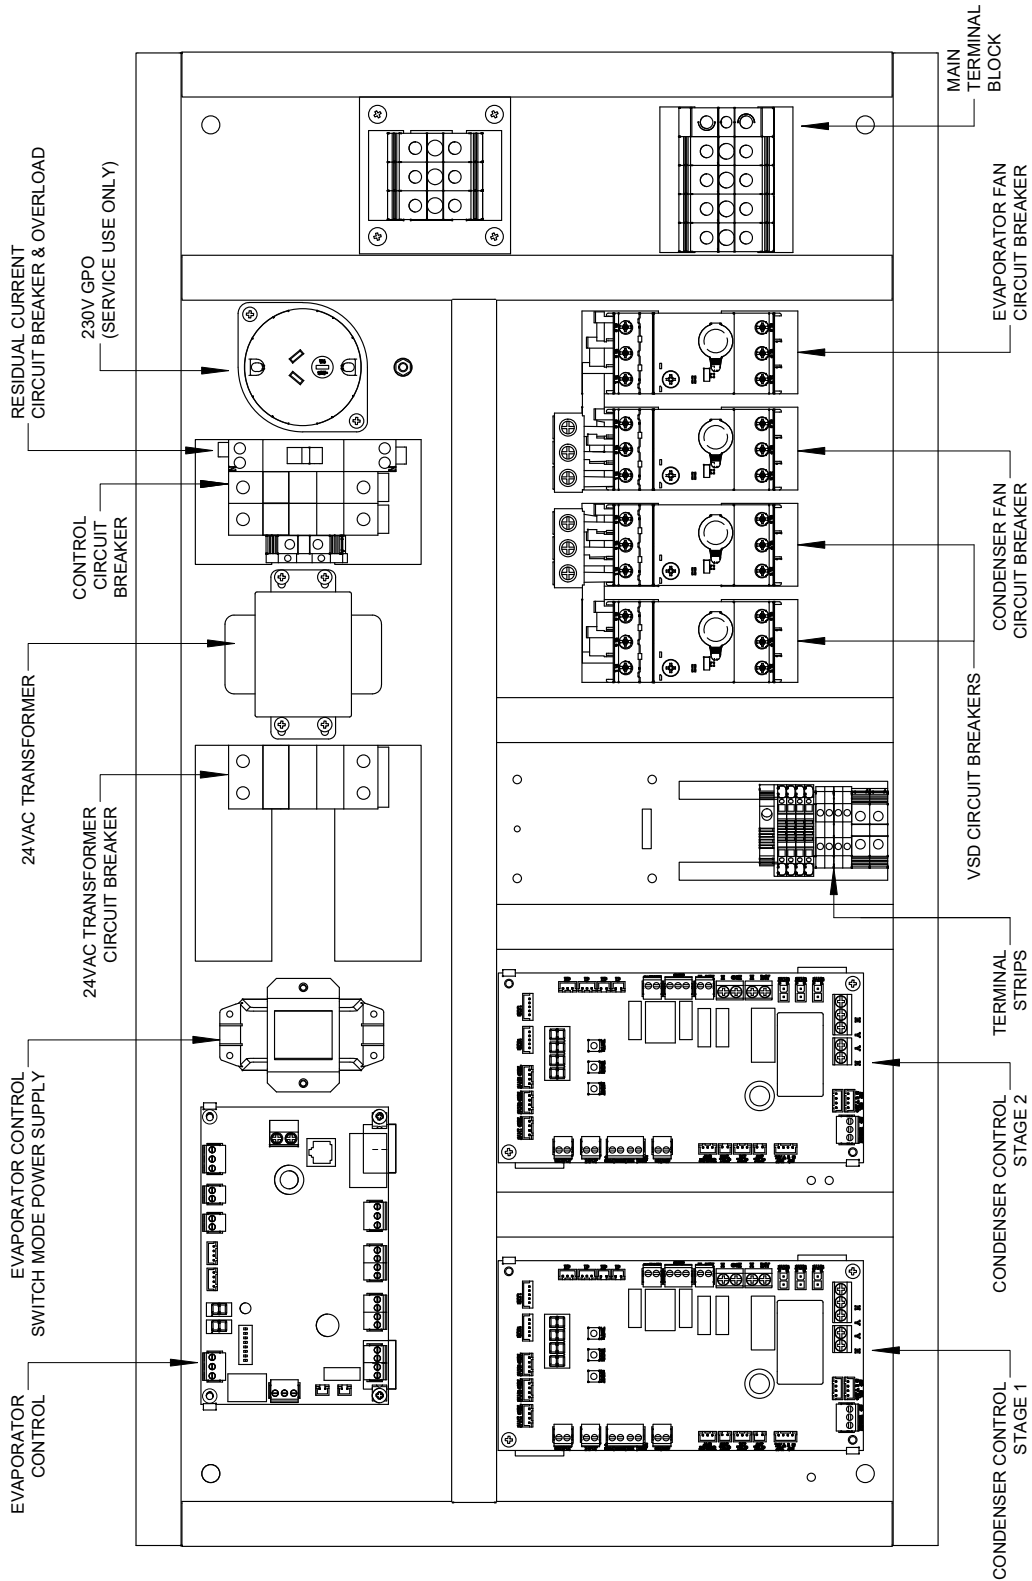 EVAPORATOR
CONTROL
EVAPORATOR CONTROL
SWITCH MODE POWER SUPPLY
24VAC TRANSFORMER
CIRCUIT BREAKER
24VAC TRANSFORMER
CONTROL
CIRCUIT
BREAKER
RESIDUAL CURRENT
CIRCUIT BREAKER & OVERLOAD
230V GPO
(SERVICE USE ONLY)
CONDENSER CONTROL
STAGE 1
CONDENSER CONTROL
STAGE 2
TERMINAL
STRIPS
VSD CIRCUIT BREAKERS
CONDENSER FAN
CIRCUIT BREAKER
EVAPORATOR FAN
CIRCUIT BREAKER
MAIN
TERMINAL
BLOCK